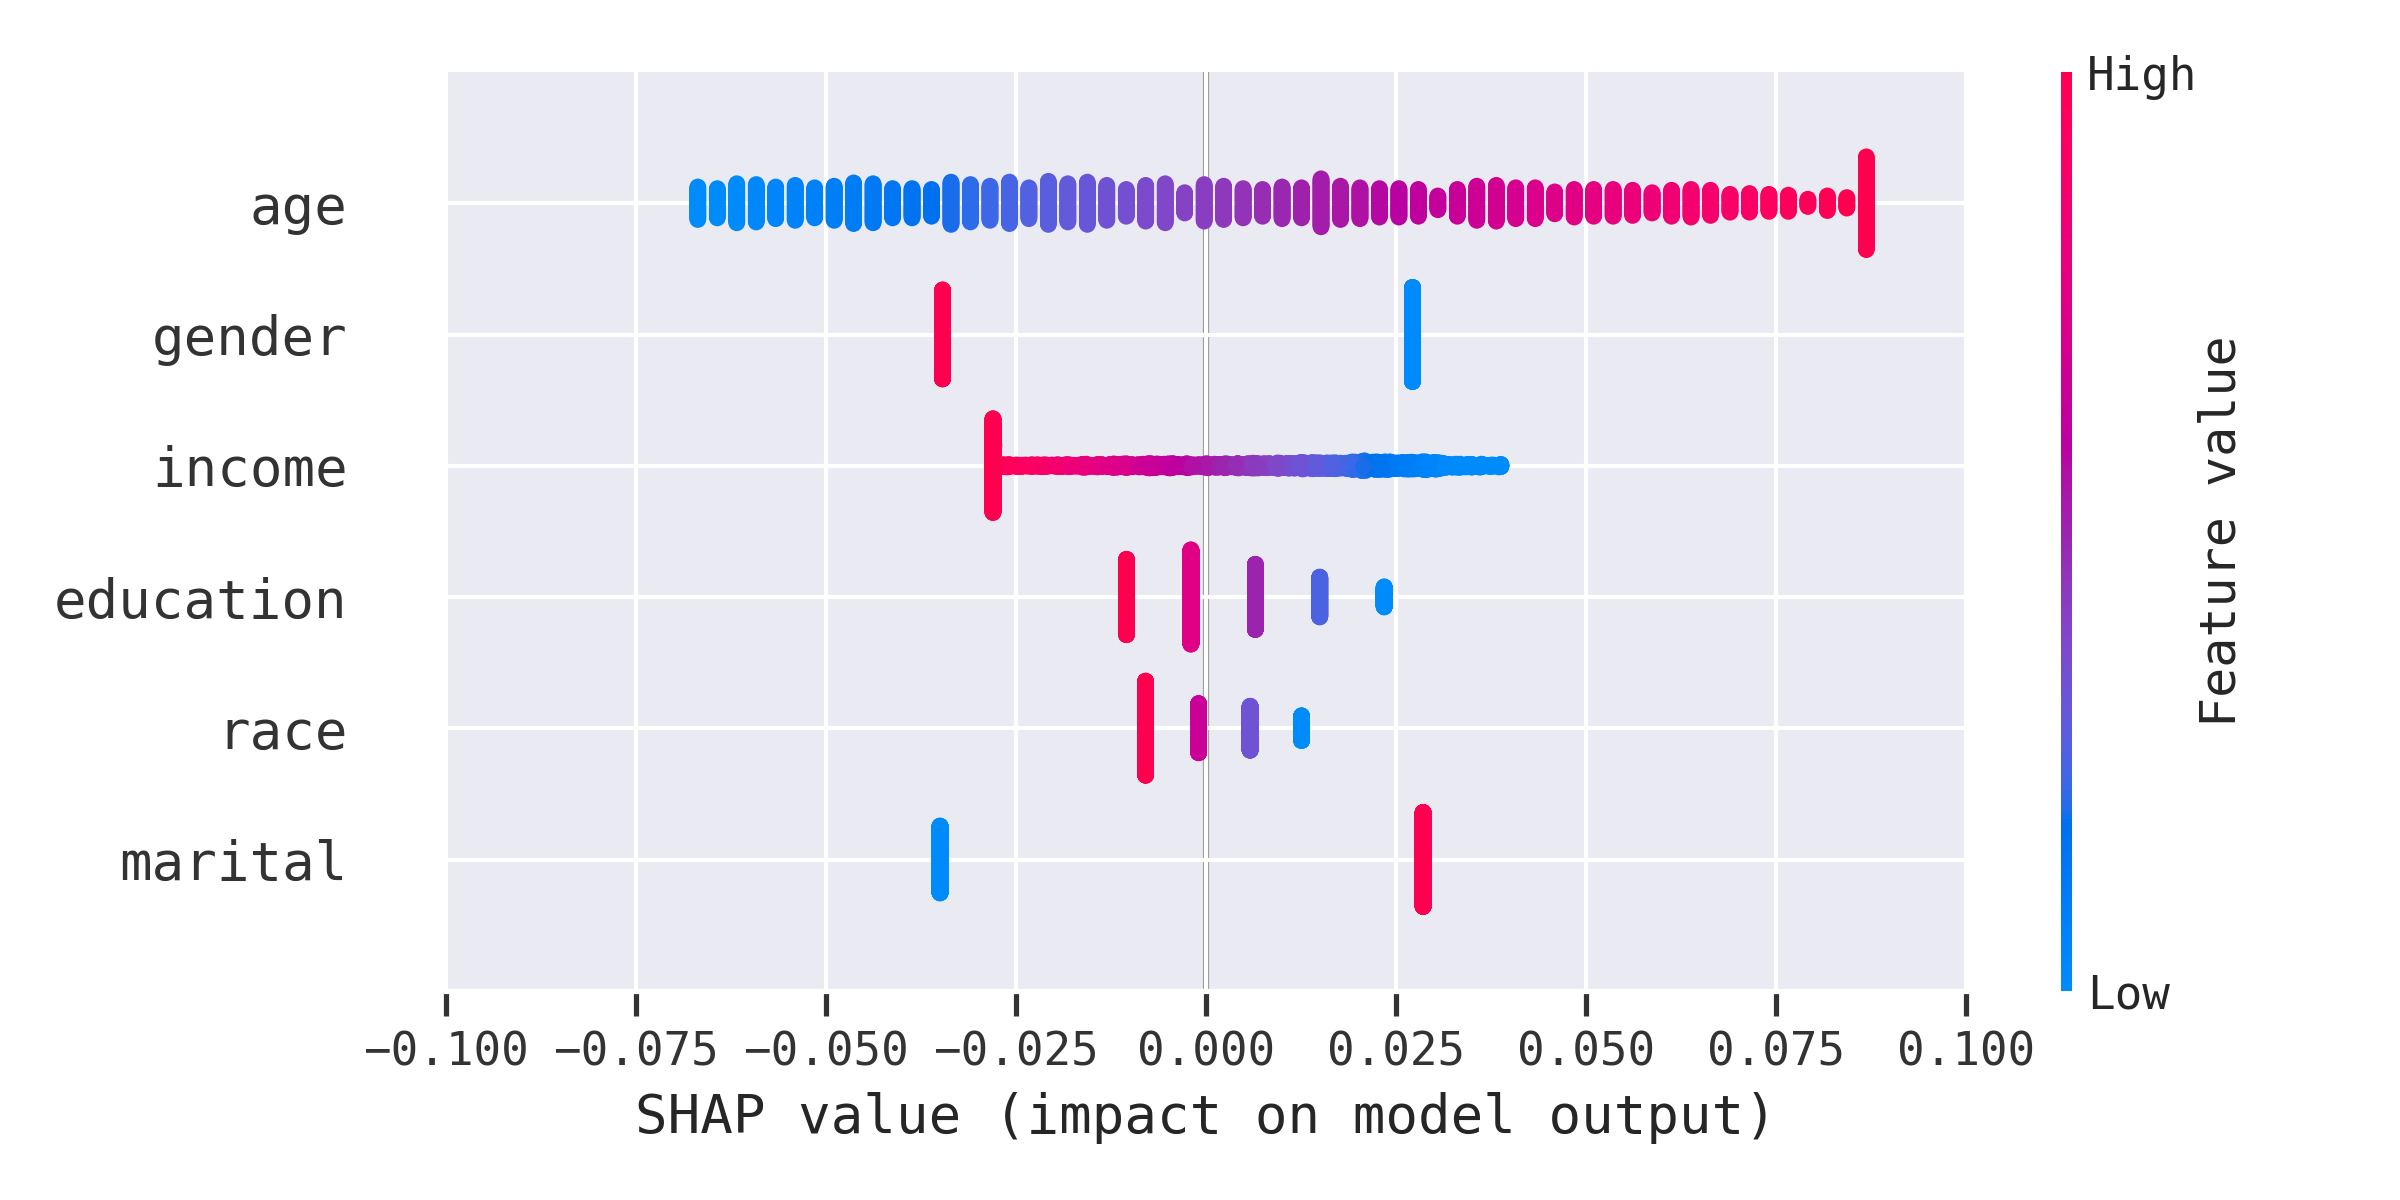 High
age
gender
income
education
race
marital
Feature value
Low
−0.100 −0.075 −0.050 −0.025 0.000 0.025 0.050 0.075 0.100
SHAP value (impact on model output)